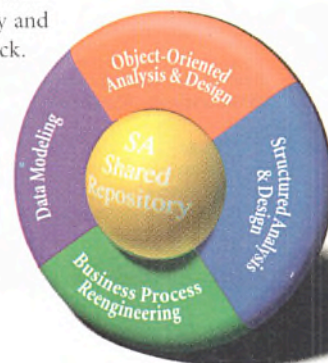 y and
ck.
Object-Oriented
Analysis & Design
Data Modeling
SA
Shared
Repository
Structured Analysis
& Design
Business Process
Reengineering